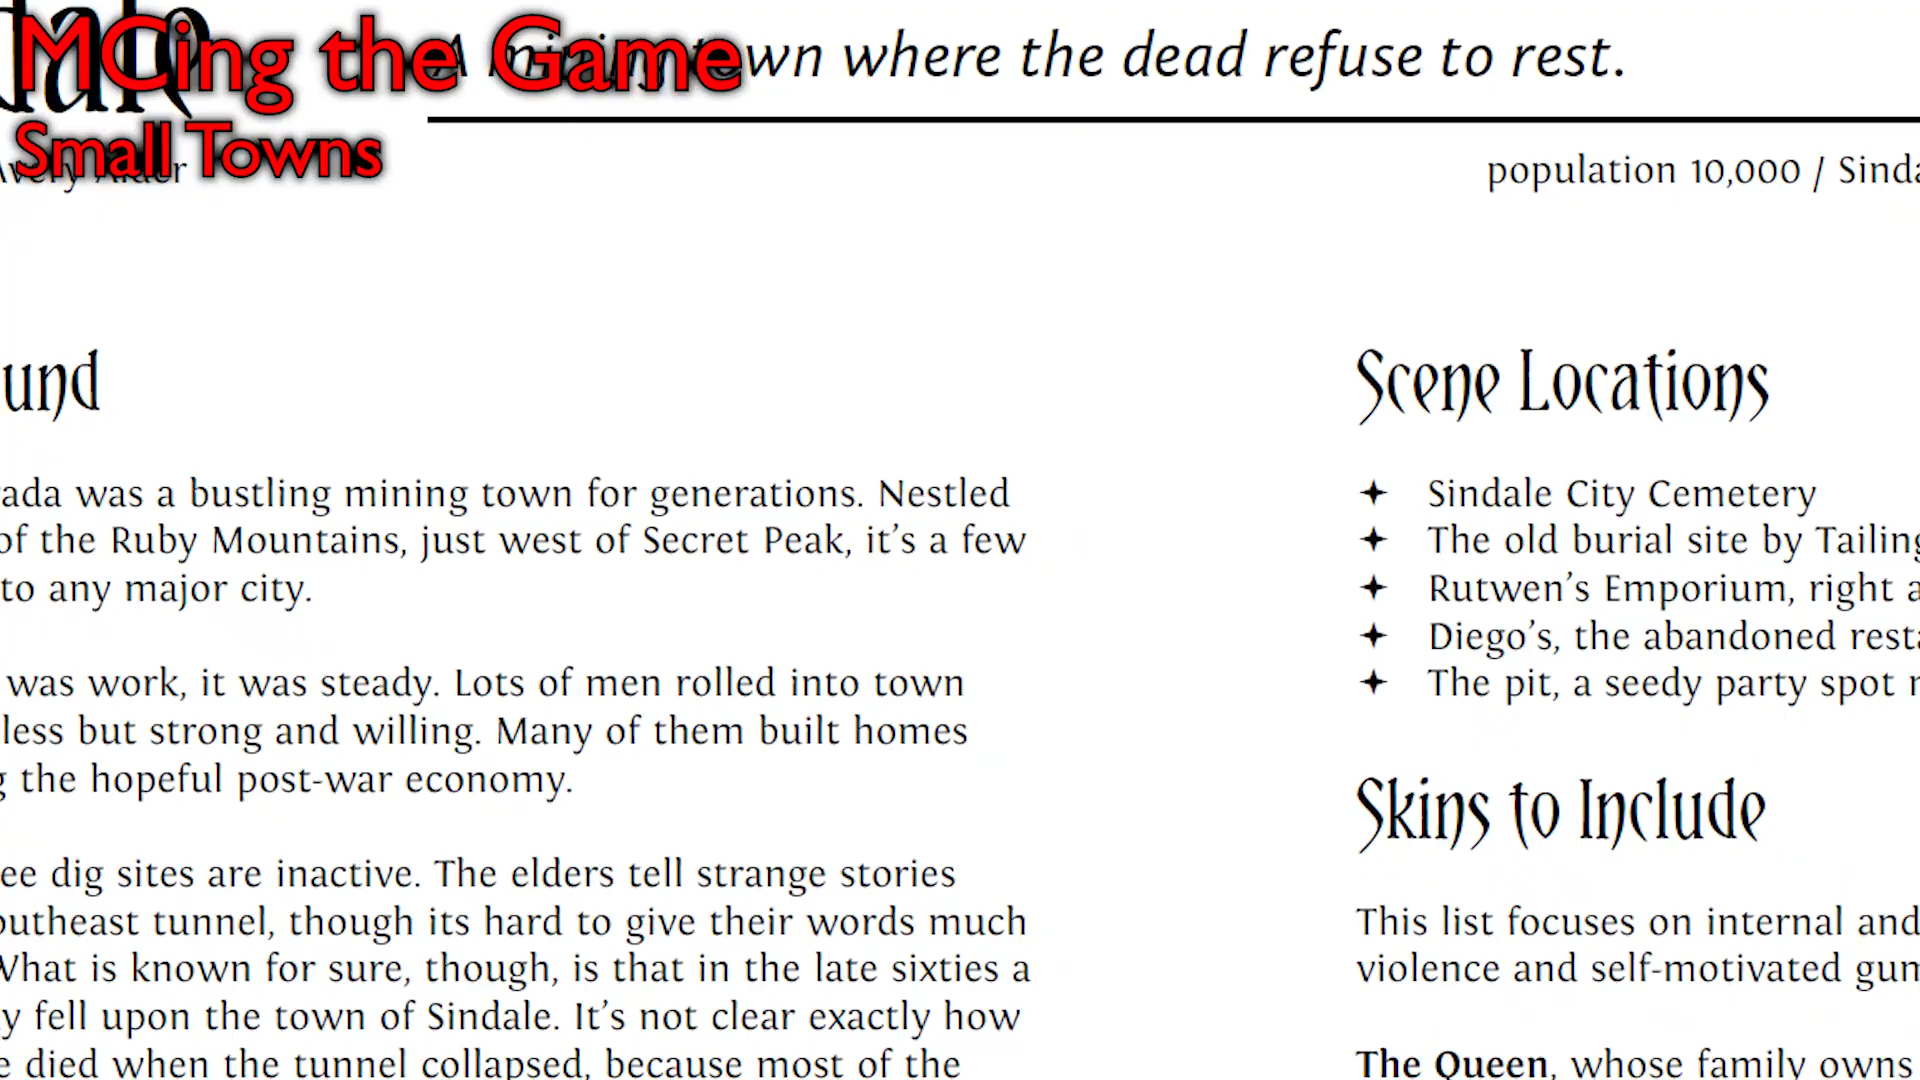 MCing the Game
Small Towns
A mining town where the dead refuse to rest.
Avery Alder
population 10,000 / Sinda
und
ada was a bustling mining town for generations. Nestled
of the Ruby Mountains, just west of Secret Peak, it’s a few
to any major city.
was work, it was steady. Lots of men rolled into town
less but strong and willing. Many of them built homes
g the hopeful post-war economy.
ee dig sites are inactive. The elders tell strange stories
outheast tunnel, though its hard to give their words much
What is known for sure, though, is that in the late sixties a
y fell upon the town of Sindale. It’s not clear exactly how
e died when the tunnel collapsed, because most of the
Scene Locations
✦ Sindale City Cemetery
✦ The old burial site by Tailing
✦ Rutwen’s Emporium, right a
✦ Diego’s, the abandoned resta
✦ The pit, a seedy party spot n
Skins to Include
This list focuses on internal and
violence and self-motivated gum
The Queen, whose family owns